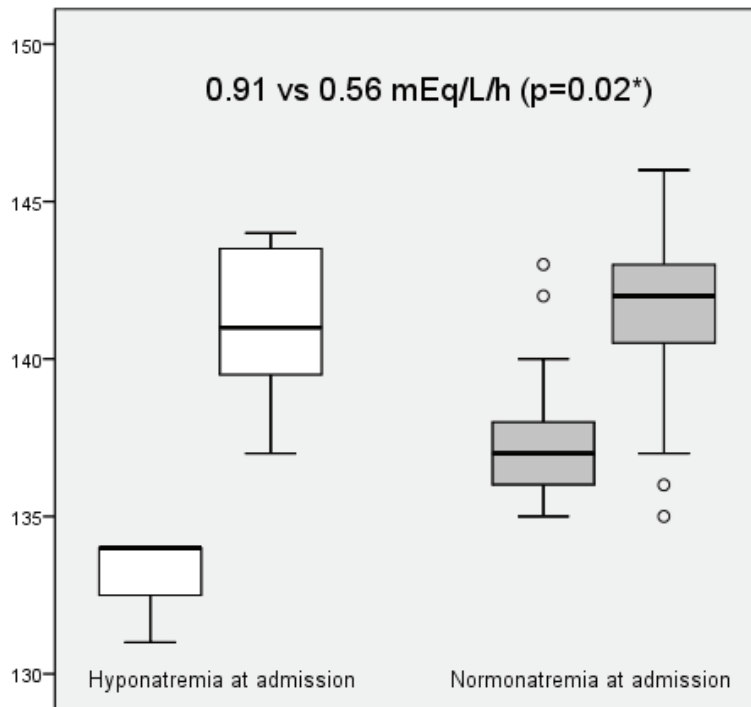 150
0.91 vs 0.56 mEq/L/h (p=0.02*)
145
140
135
130
Hyponatremia at admission
Normonatremia at admission